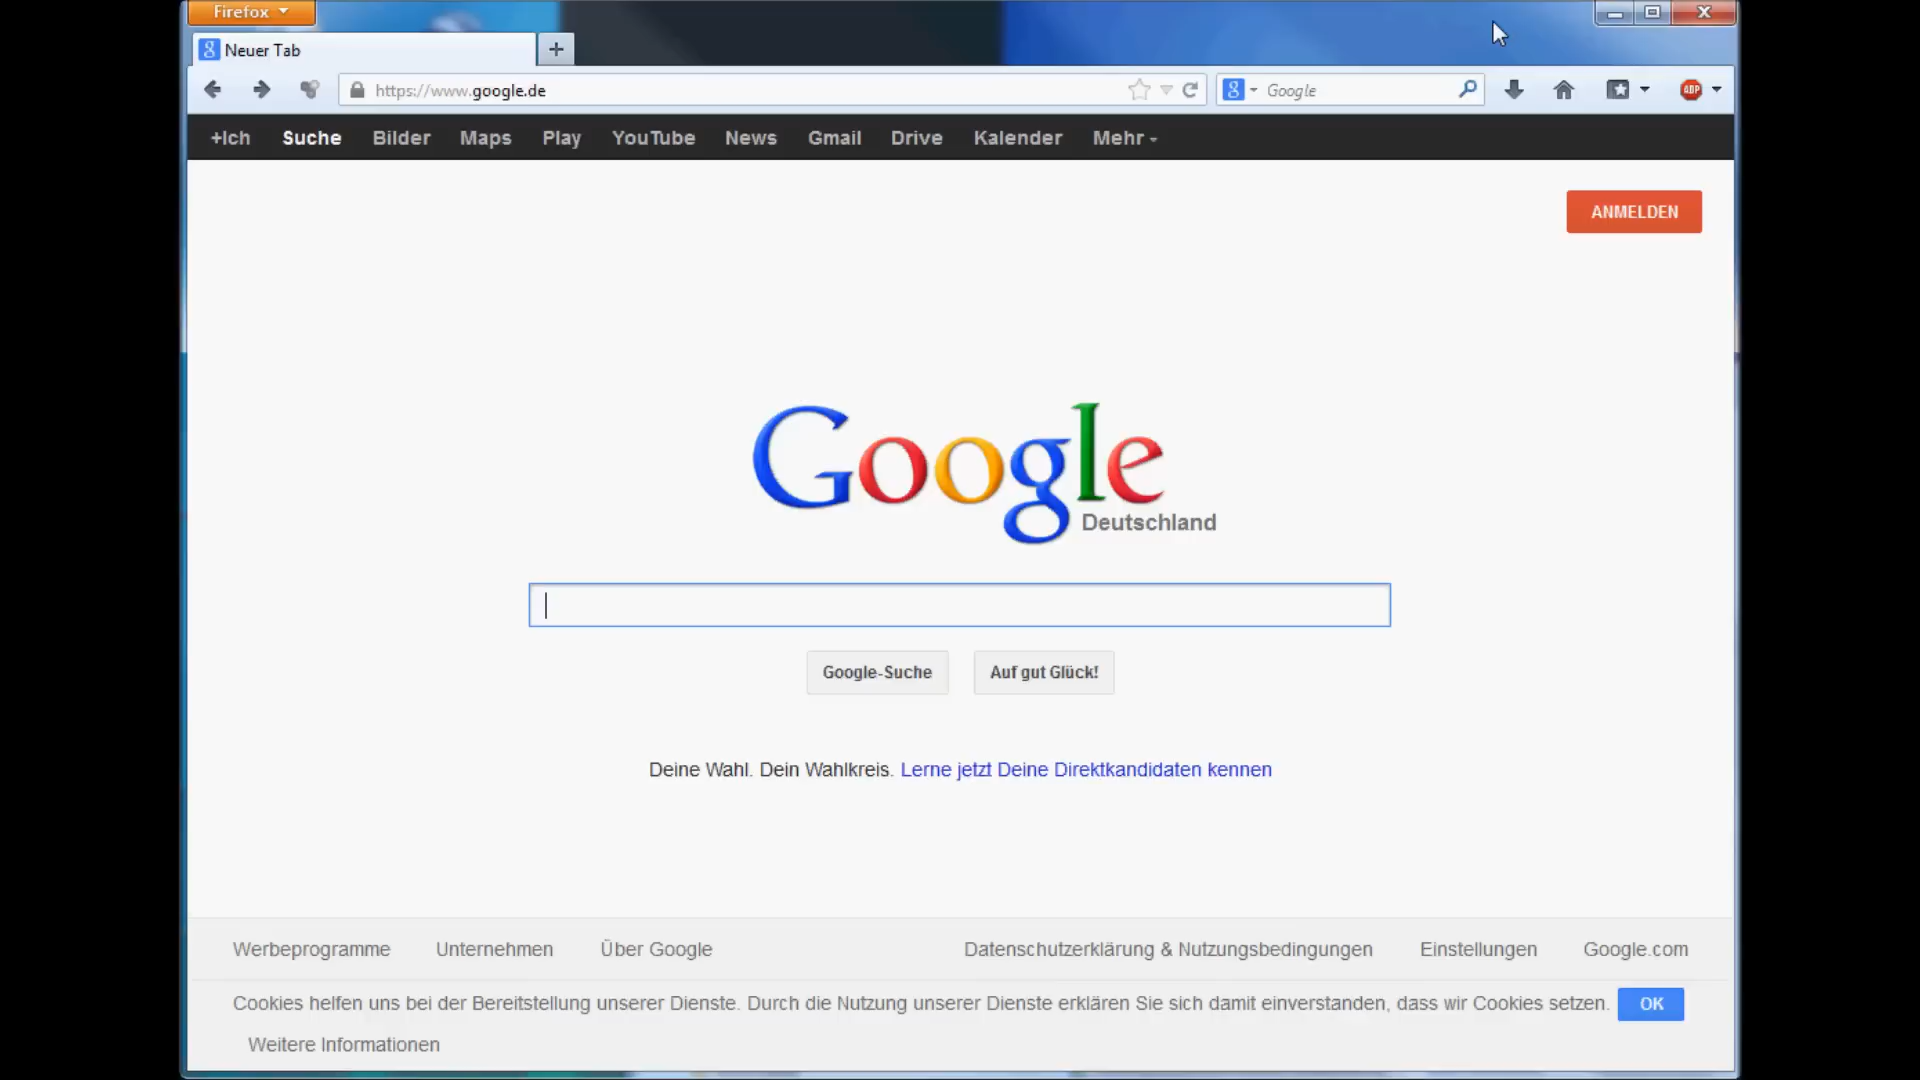 Firefox
Neuer Tab
https://www.google.de
Google
+Ich Suche Bilder Maps Play YouTube News Gmail Drive Kalender Mehr
ANMELDEN
Google
Deutschland
Google-Suche Auf gut Glück!
Deine Wahl. Dein Wahlkreis. Lerne jetzt Deine Direktkandidaten kennen
Werbeprogramme Unternehmen Über Google Datenschutzerklärung & Nutzungsbedingungen Einstellungen Google.com
Cookies helfen uns bei der Bereitstellung unserer Dienste. Durch die Nutzung unserer Dienste erklären Sie sich damit einverstanden, dass wir Cookies setzen. OK
Weitere Informationen